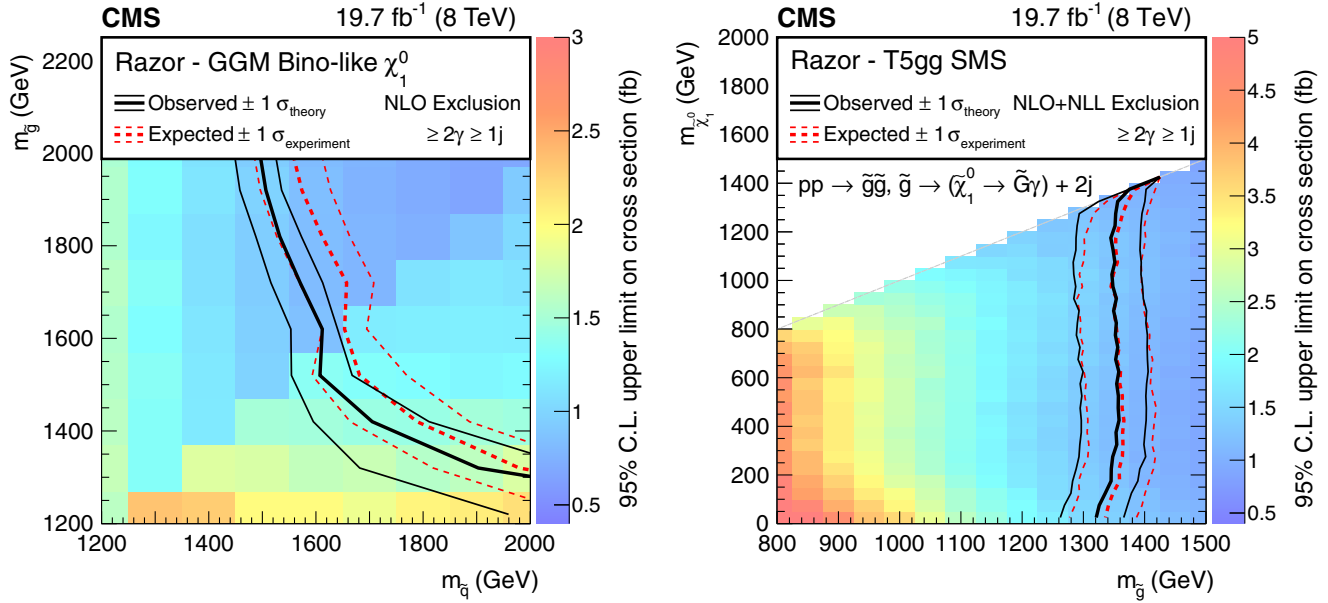 CMS 19.7 fb⁻¹ (8 TeV)
Razor - GGM Bino-like χ₁⁰
Observed ± 1 σ_theory NLO Exclusion
Expected ± 1 σ_experiment ≥ 2γ ≥ 1j
m_g̃ (GeV)
2200
2000
1800
1600
1400
1200
1200 1400 1600 1800 2000
m_q̃ (GeV)
3
2.5
2
1.5
1
0.5
95% C.L. upper limit on cross section (fb)
CMS 19.7 fb⁻¹ (8 TeV)
Razor - T5gg SMS
Observed ± 1 σ_theory NLO+NLL Exclusion
Expected ± 1 σ_experiment ≥ 2γ ≥ 1j
pp → g̃g̃, g̃ → (χ̃₁⁰ → G̃γ) + 2j
m_χ̃₁⁰ (GeV)
2000
1800
1600
1400
1200
1000
800
600
400
200
0
800 900 1000 1100 1200 1300 1400 1500
m_g̃ (GeV)
5
4.5
4
3.5
3
2.5
2
1.5
1
0.5
95% C.L. upper limit on cross section (fb)